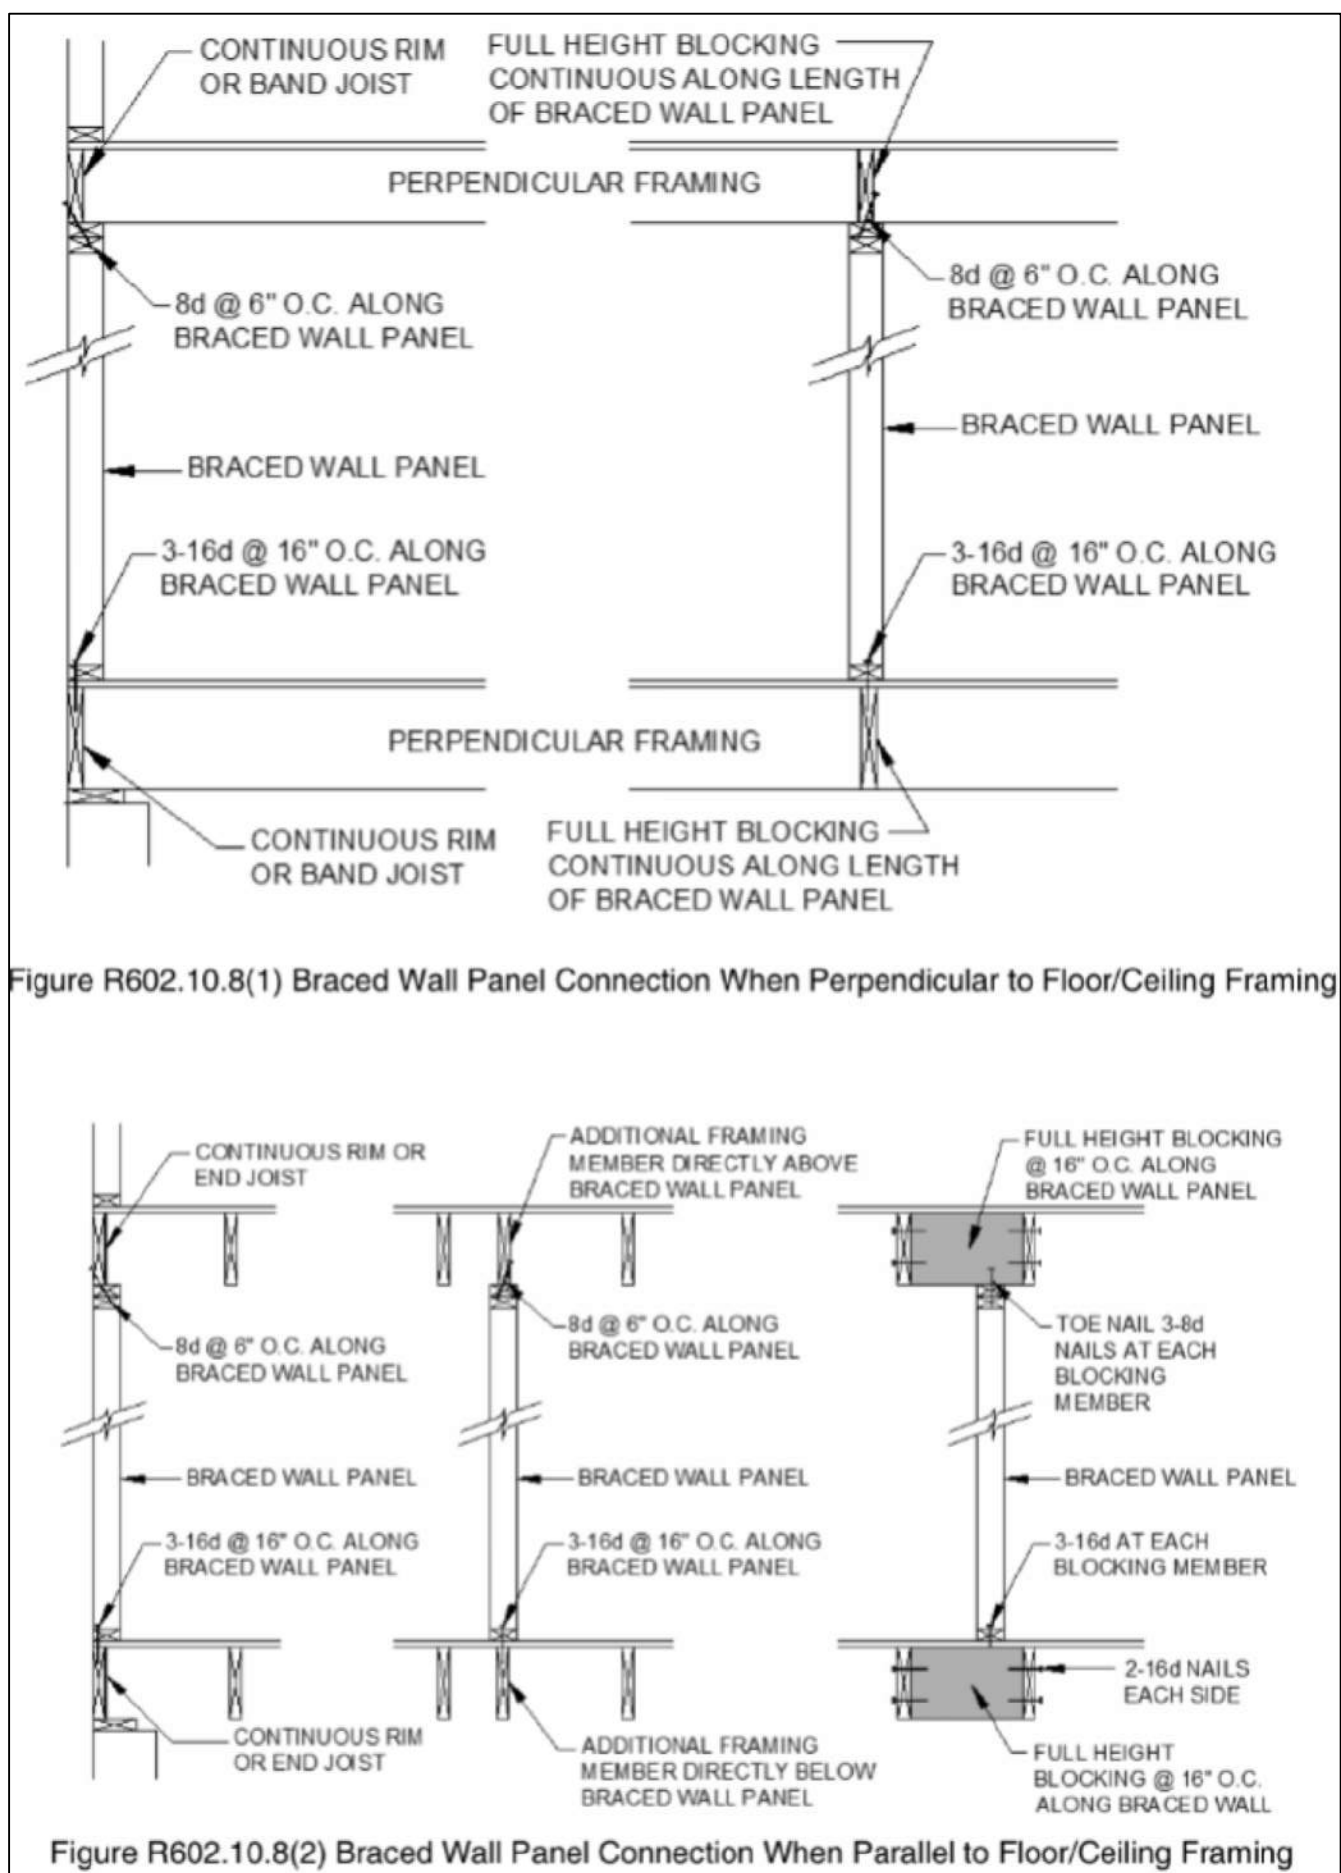 CONTINUOUS RIM
OR BAND JOIST
FULL HEIGHT BLOCKING
CONTINUOUS ALONG LENGTH
OF BRACED WALL PANEL
PERPENDICULAR FRAMING
8d @ 6" O.C. ALONG
BRACED WALL PANEL
8d @ 6" O.C. ALONG
BRACED WALL PANEL
BRACED WALL PANEL
BRACED WALL PANEL
3-16d @ 16" O.C. ALONG
BRACED WALL PANEL
3-16d @ 16" O.C. ALONG
BRACED WALL PANEL
PERPENDICULAR FRAMING
CONTINUOUS RIM
OR BAND JOIST
FULL HEIGHT BLOCKING
CONTINUOUS ALONG LENGTH
OF BRACED WALL PANEL
Figure R602.10.8(1) Braced Wall Panel Connection When Perpendicular to Floor/Ceiling Framing
CONTINUOUS RIM OR
END JOIST
ADDITIONAL FRAMING
MEMBER DIRECTLY ABOVE
BRACED WALL PANEL
FULL HEIGHT BLOCKING
@ 16" O.C. ALONG
BRACED WALL PANEL
8d @ 6" O.C. ALONG
BRACED WALL PANEL
8d @ 6" O.C. ALONG
BRACED WALL PANEL
TOE NAIL 3-8d
NAILS AT EACH
BLOCKING
MEMBER
BRACED WALL PANEL
BRACED WALL PANEL
BRACED WALL PANEL
3-16d @ 16" O.C. ALONG
BRACED WALL PANEL
3-16d @ 16" O.C. ALONG
BRACED WALL PANEL
3-16d AT EACH
BLOCKING MEMBER
2-16d NAILS
EACH SIDE
CONTINUOUS RIM
OR END JOIST
ADDITIONAL FRAMING
MEMBER DIRECTLY BELOW
BRACED WALL PANEL
FULL HEIGHT
BLOCKING @ 16" O.C.
ALONG BRACED WALL
Figure R602.10.8(2) Braced Wall Panel Connection When Parallel to Floor/Ceiling Framing